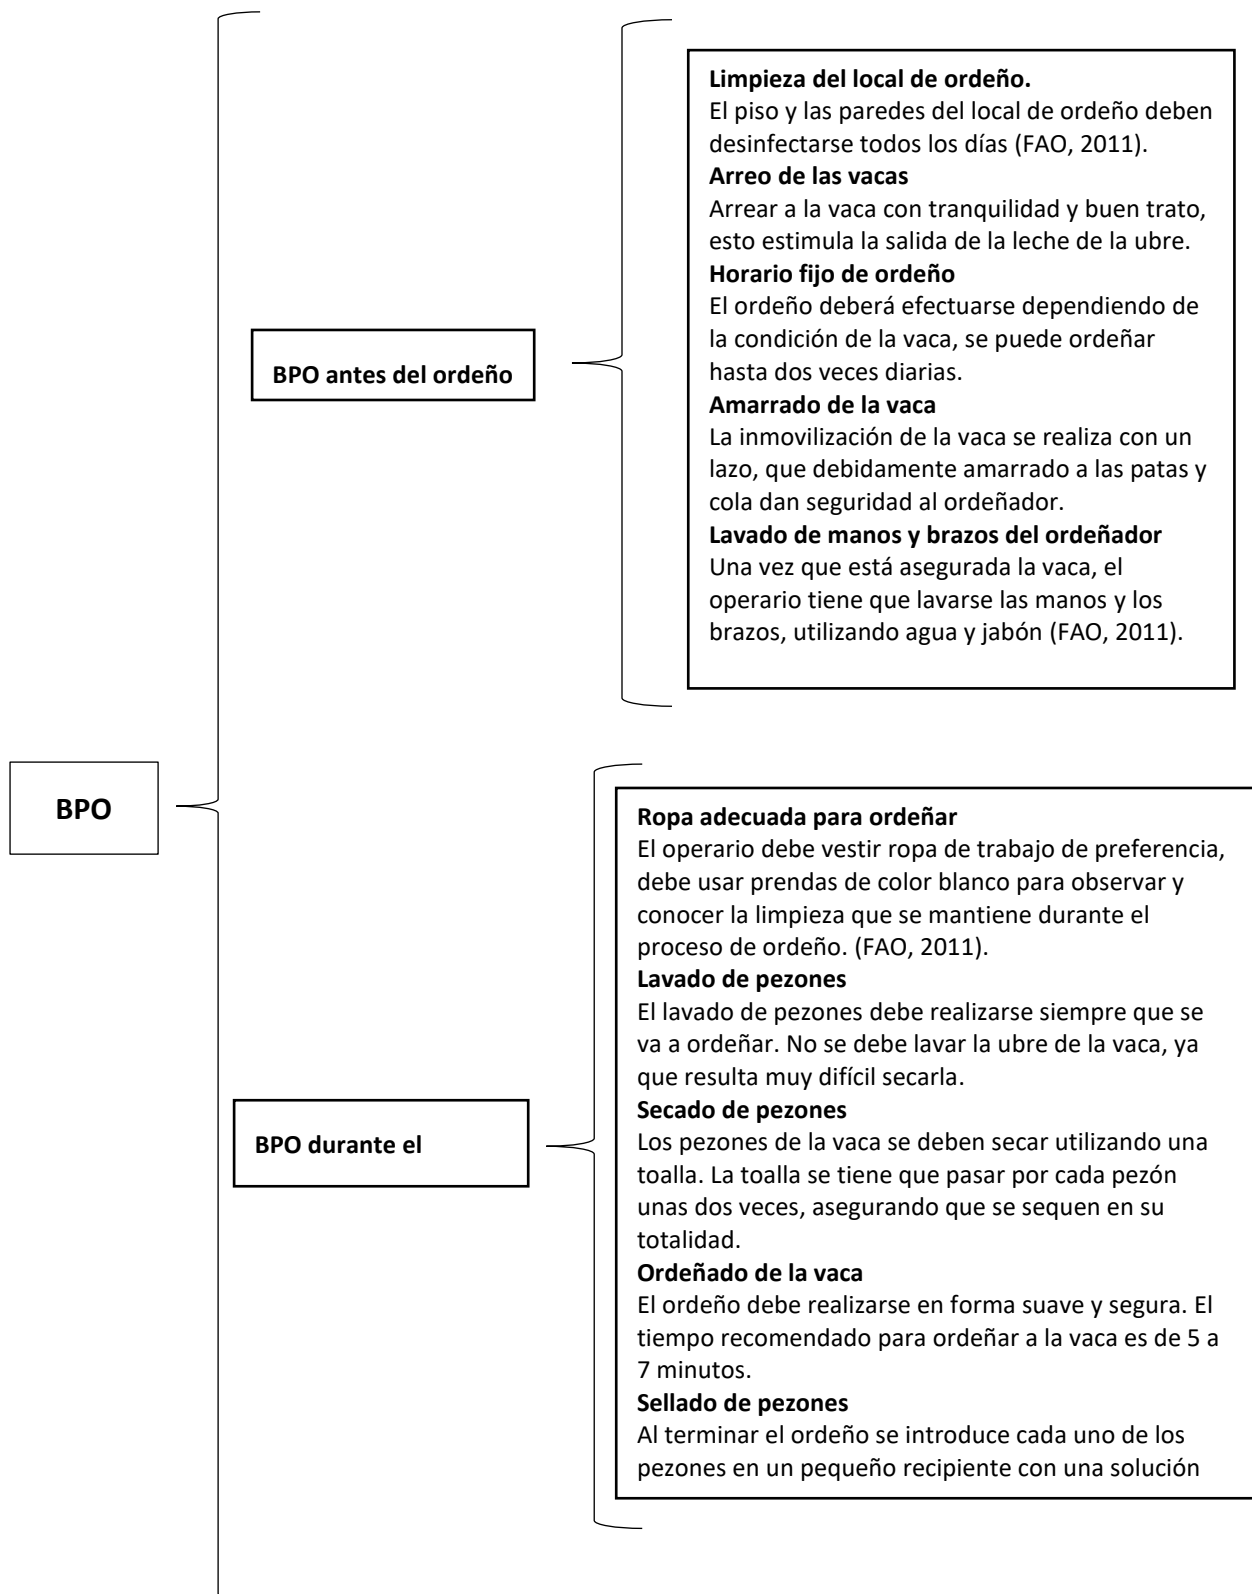 BPO
BPO antes del ordeño
Limpieza del local de ordeño.
El piso y las paredes del local de ordeño deben
desinfectarse todos los días (FAO, 2011).
Arreo de las vacas
Arrear a la vaca con tranquilidad y buen trato,
esto estimula la salida de la leche de la ubre.
Horario fijo de ordeño
El ordeño deberá efectuarse dependiendo de
la condición de la vaca, se puede ordeñar
hasta dos veces diarias.
Amarrado de la vaca
La inmovilización de la vaca se realiza con un
lazo, que debidamente amarrado a las patas y
cola dan seguridad al ordeñador.
Lavado de manos y brazos del ordeñador
Una vez que está asegurada la vaca, el
operario tiene que lavarse las manos y los
brazos, utilizando agua y jabón (FAO, 2011).
BPO durante el
Ropa adecuada para ordeñar
El operario debe vestir ropa de trabajo de preferencia,
debe usar prendas de color blanco para observar y
conocer la limpieza que se mantiene durante el
proceso de ordeño. (FAO, 2011).
Lavado de pezones
El lavado de pezones debe realizarse siempre que se
va a ordeñar. No se debe lavar la ubre de la vaca, ya
que resulta muy difícil secarla.
Secado de pezones
Los pezones de la vaca se deben secar utilizando una
toalla. La toalla se tiene que pasar por cada pezón
unas dos veces, asegurando que se sequen en su
totalidad.
Ordeñado de la vaca
El ordeño debe realizarse en forma suave y segura. El
tiempo recomendado para ordeñar a la vaca es de 5 a
7 minutos.
Sellado de pezones
Al terminar el ordeño se introduce cada uno de los
pezones en un pequeño recipiente con una solución